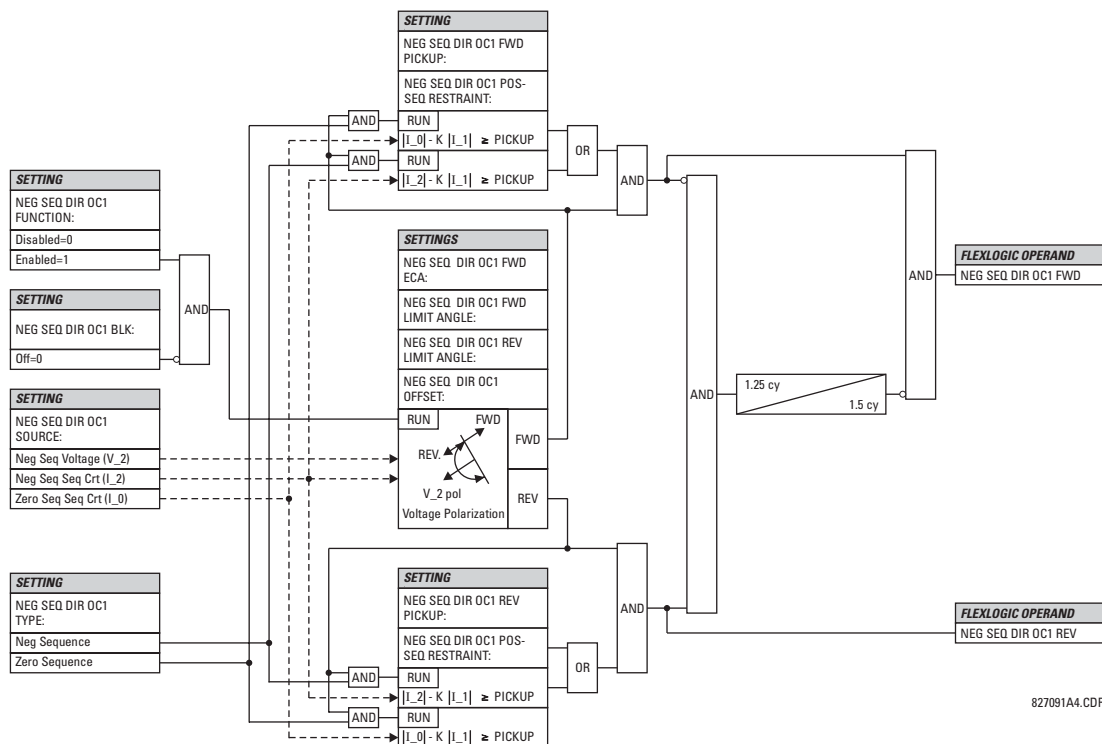 SETTING
NEG SEQ DIR OC1 FWD
PICKUP:
NEG SEQ DIR OC1 POS-
SEQ RESTRAINT:
AND
RUN
|I_0| - K |I_1| ≥ PICKUP
AND
RUN
|I_2| - K |I_1| ≥ PICKUP
OR
AND
SETTING
NEG SEQ DIR OC1
FUNCTION:
Disabled=0
Enabled=1
SETTING
NEG SEQ DIR OC1 BLK:
Off=0
AND
SETTING
NEG SEQ DIR OC1
SOURCE:
Neg Seq Voltage (V_2)
Neg Seq Seq Crt (I_2)
Zero Seq Seq Crt (I_0)
SETTING
NEG SEQ DIR OC1
TYPE:
Neg Sequence
Zero Sequence
SETTINGS
NEG SEQ DIR OC1 FWD
ECA:
NEG SEQ DIR OC1 FWD
LIMIT ANGLE:
NEG SEQ DIR OC1 REV
LIMIT ANGLE:
NEG SEQ DIR OC1
OFFSET:
RUN
FWD
REV.
V_2 pol
Voltage Polarization
FWD
REV
SETTING
NEG SEQ DIR OC1 REV
PICKUP:
NEG SEQ DIR OC1 POS-
SEQ RESTRAINT:
AND
RUN
|I_2| - K |I_1| ≥ PICKUP
AND
RUN
|I_0| - K |I_1| ≥ PICKUP
OR
AND
AND
1.25 cy
1.5 cy
AND
FLEXLOGIC OPERAND
NEG SEQ DIR OC1 FWD
FLEXLOGIC OPERAND
NEG SEQ DIR OC1 REV
827091A4.CDR